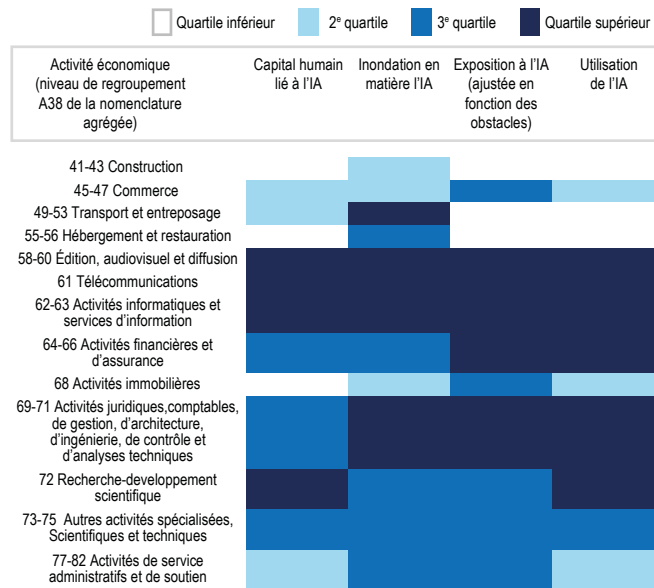 Quartile inférieur 2e quartile 3e quartile Quartile supérieur
Activité économique
(niveau de regroupement
A38 de la nomenclature
agrégée)
Capital humain
lié à l'IA
Inondation en
matière l'IA
Exposition à l'IA
(ajustée en
fonction des
obstacles)
Utilisation
de l'IA
41-43 Construction
45-47 Commerce
49-53 Transport et entreposage
55-56 Hébergement et restauration
58-60 Édition, audiovisuel et diffusion
61 Télécommunications
62-63 Activités informatiques et
services d'information
64-66 Activités financières et
d'assurance
68 Activités immobilières
69-71 Activités juridiques,comptables,
de gestion, d'architecture,
d'ingénierie, de contrôle et
d'analyses techniques
72 Recherche-developpement
scientifique
73-75 Autres activités spécialisées,
Scientifiques et techniques
77-82 Activités de service
administratifs et de soutien